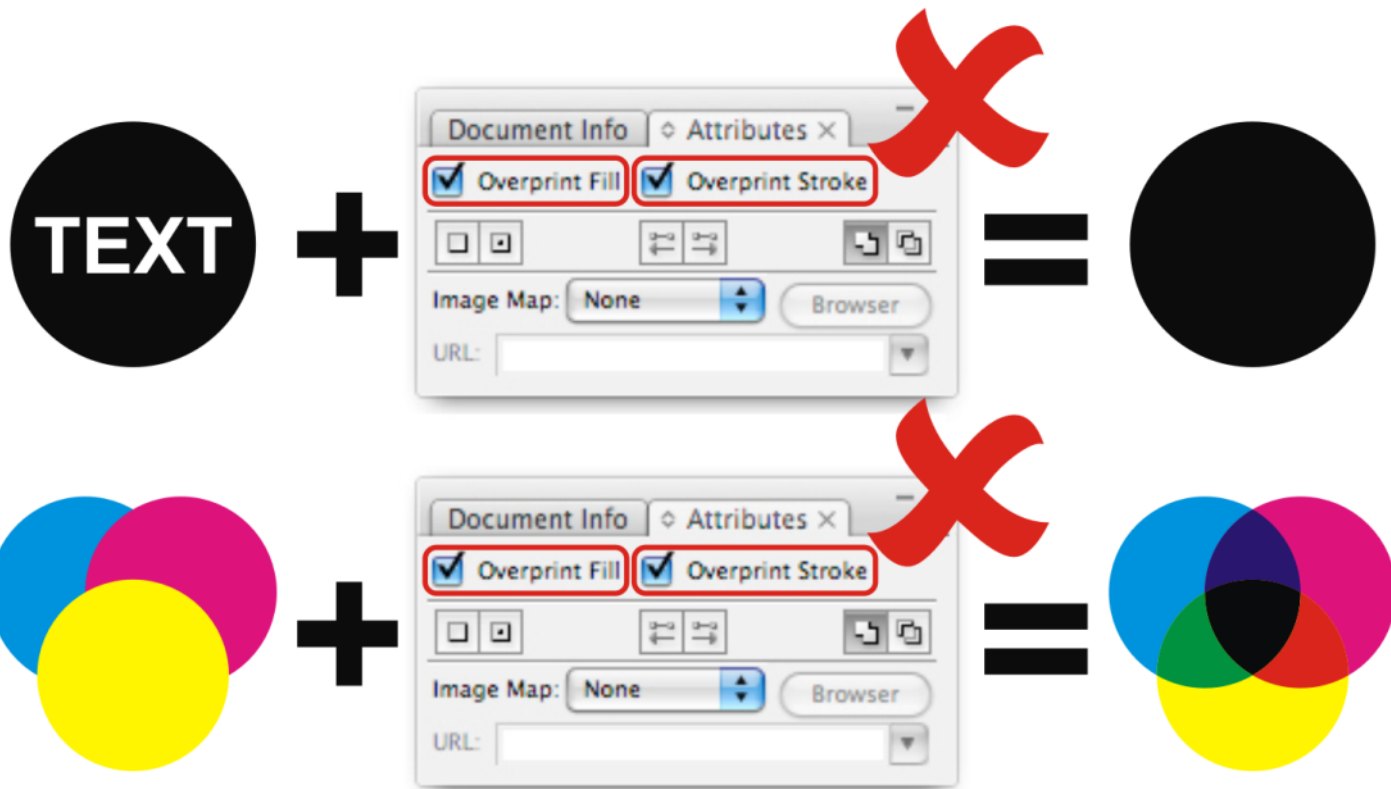 TEXT
Document Info Attributes
Overprint Fill Overprint Stroke
Image Map: None Browser
URL:
Document Info Attributes
Overprint Fill Overprint Stroke
Image Map: None Browser
URL: